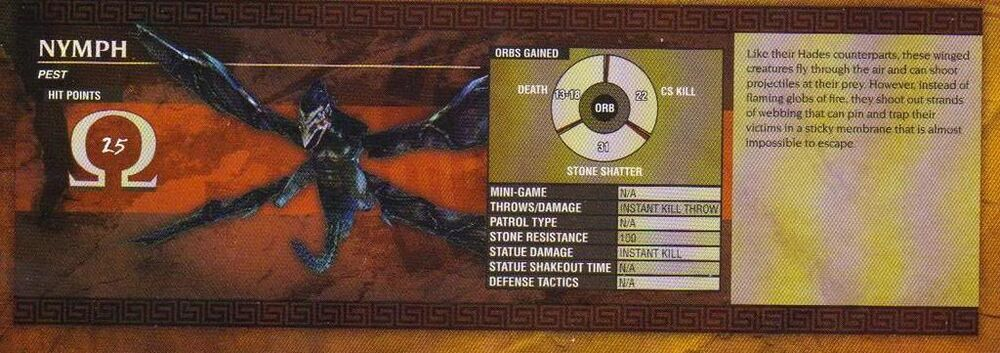 NYMPH
PEST
HIT POINTS
25
ORBS GAINED
DEATH
13-18
22
CS KILL
ORB
31
STONE SHATTER
MINI-GAME N/A
THROWS/DAMAGE INSTANT KILL THROW
PATROL TYPE N/A
STONE RESISTANCE 100
STATUE DAMAGE INSTANT KILL
STATUE SHAKEOUT TIME N/A
DEFENSE TACTICS N/A
Like their Hades counterparts, these winged
creatures fly through the air and can shoot
projectiles at their prey. However, instead of
flaming globs of fire, they shoot out strands
of webbing that can pin and trap their
victims in a sticky membrane that is almost
impossible to escape.